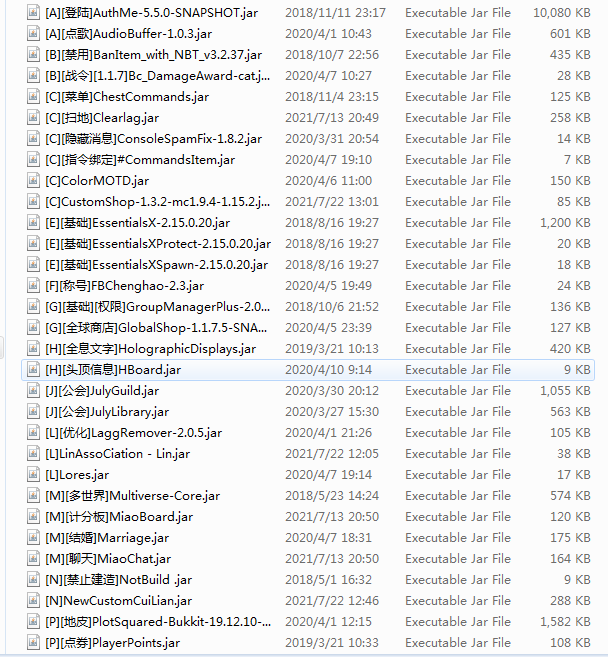 [A][登陆]AuthMe-5.5.0-SNAPSHOT.jar 2018/11/11 23:17 Executable Jar File 10,080 KB
[A][点歌]AudioBuffer-1.0.3.jar 2020/4/1 10:43 Executable Jar File 601 KB
[B][禁用]BanItem_with_NBT_v3.2.37.jar 2018/10/7 22:56 Executable Jar File 435 KB
[B][战令][1.1.7]Bc_DamageAward-cat.j... 2020/4/7 10:27 Executable Jar File 28 KB
[C][菜单]ChestCommands.jar 2018/11/4 23:15 Executable Jar File 125 KB
[C][扫地]Clearlag.jar 2021/7/13 20:49 Executable Jar File 258 KB
[C][隐藏消息]ConsoleSpamFix-1.8.2.jar 2020/3/31 20:54 Executable Jar File 14 KB
[C][指令绑定]#CommandsItem.jar 2020/4/7 19:10 Executable Jar File 7 KB
[C]ColorMOTD.jar 2020/4/6 11:00 Executable Jar File 150 KB
[C]CustomShop-1.3.2-mc1.9.4-1.15.2.j... 2021/7/22 13:01 Executable Jar File 85 KB
[E][基础]EssentialsX-2.15.0.20.jar 2018/8/16 19:27 Executable Jar File 1,200 KB
[E][基础]EssentialsXProtect-2.15.0.20.jar 2018/8/16 19:27 Executable Jar File 20 KB
[E][基础]EssentialsXSpawn-2.15.0.20.jar 2018/8/16 19:27 Executable Jar File 18 KB
[F][称号]FBChenghao-2.3.jar 2020/4/5 19:49 Executable Jar File 24 KB
[G][基础][权限]GroupManagerPlus-2.0... 2018/10/6 21:52 Executable Jar File 136 KB
[G][全球商店]GlobalShop-1.1.7.5-SNA... 2020/4/5 23:39 Executable Jar File 127 KB
[H][全息文字]HolographicDisplays.jar 2019/3/21 10:13 Executable Jar File 420 KB
[H][头顶信息]HBoard.jar 2020/4/10 9:14 Executable Jar File 9 KB
[J][公会]JulyGuild.jar 2020/3/30 20:12 Executable Jar File 1,055 KB
[J][公会]JulyLibrary.jar 2020/3/27 15:30 Executable Jar File 563 KB
[L][优化]LaggRemover-2.0.5.jar 2020/4/1 21:26 Executable Jar File 105 KB
[L]LinAssoCiation - Lin.jar 2021/7/22 12:05 Executable Jar File 38 KB
[L]Lores.jar 2020/4/7 19:14 Executable Jar File 17 KB
[M][多世界]Multiverse-Core.jar 2018/5/23 14:24 Executable Jar File 574 KB
[M][计分板]MiaoBoard.jar 2021/7/13 20:50 Executable Jar File 120 KB
[M][结婚]Marriage.jar 2020/4/7 18:31 Executable Jar File 175 KB
[M][聊天]MiaoChat.jar 2021/7/13 20:50 Executable Jar File 164 KB
[N][禁止建造]NotBuild .jar 2018/5/1 16:32 Executable Jar File 9 KB
[N]NewCustomCuiLian.jar 2021/7/22 12:46 Executable Jar File 288 KB
[P][地皮]PlotSquared-Bukkit-19.12.10-... 2020/4/1 12:15 Executable Jar File 1,582 KB
[P][点券]PlayerPoints.jar 2019/3/21 10:33 Executable Jar File 108 KB